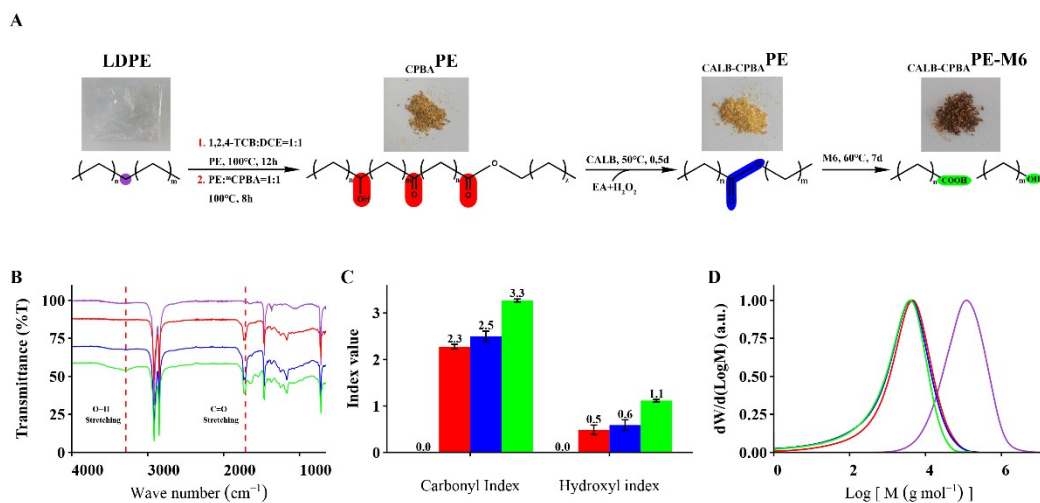 A
LDPE
CPBAPE
CALB-CPBAPE
CALB-CPBAPE-M6
1. 1,2,4-TCB:DCE=1:1
PE, 100°C, 12h
2. PE:mCPBA=1:1
100°C, 8h
CALB, 50°C, 0,5d
EA+H2O2
M6, 60°C, 7d
n
m
n
n
n
O
z
OH
O
O
n
m
O
n
COOH
m
OH
B
Transmittance (%T)
100
75
50
25
O−H
Stretching
C=O
Stretching
4000
3000
2000
1000
Wave number (cm−1)
C
Index value
3
2
1
0
0.0
2.3
2.5
3.3
0.0
0.5
0.6
1.1
Carbonyl Index
Hydroxyl index
D
dW/d(LogM) (a.u.)
1.00
0.75
0.50
0.25
0.00
0
2
4
6
Log [ M (g mol−1) ]